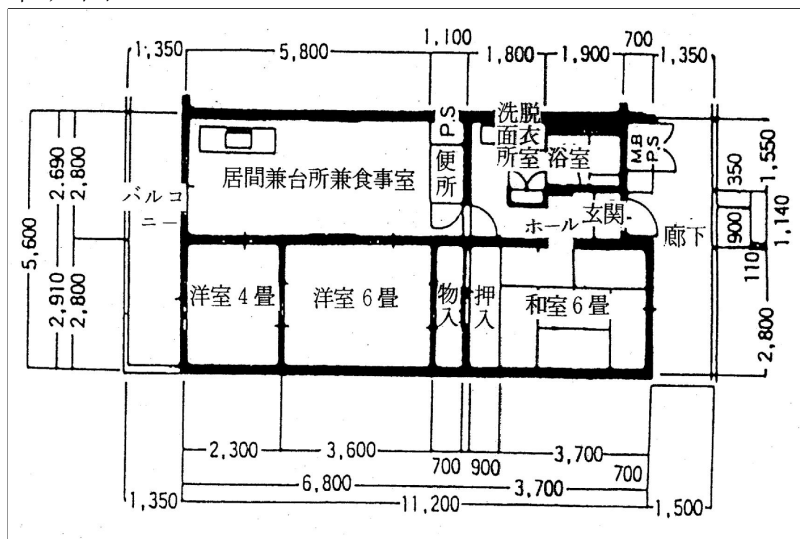 1,350
5,800
1,100
1,800
1,900
700
1,350
P.S
洗面所
脱衣室
浴室
M.B
P.S
便所
居間兼台所兼食事室
バルコニー
玄関
ホール
廊下
5,600
2.690
2,800
2,910
2,800
350
1,550
900
1,140
110
2,800
洋室4畳
洋室6畳
物入
押入
和室6畳
2,300
3,600
700
900
3,700
700
6,800
3,700
1,350
11,200
1,500